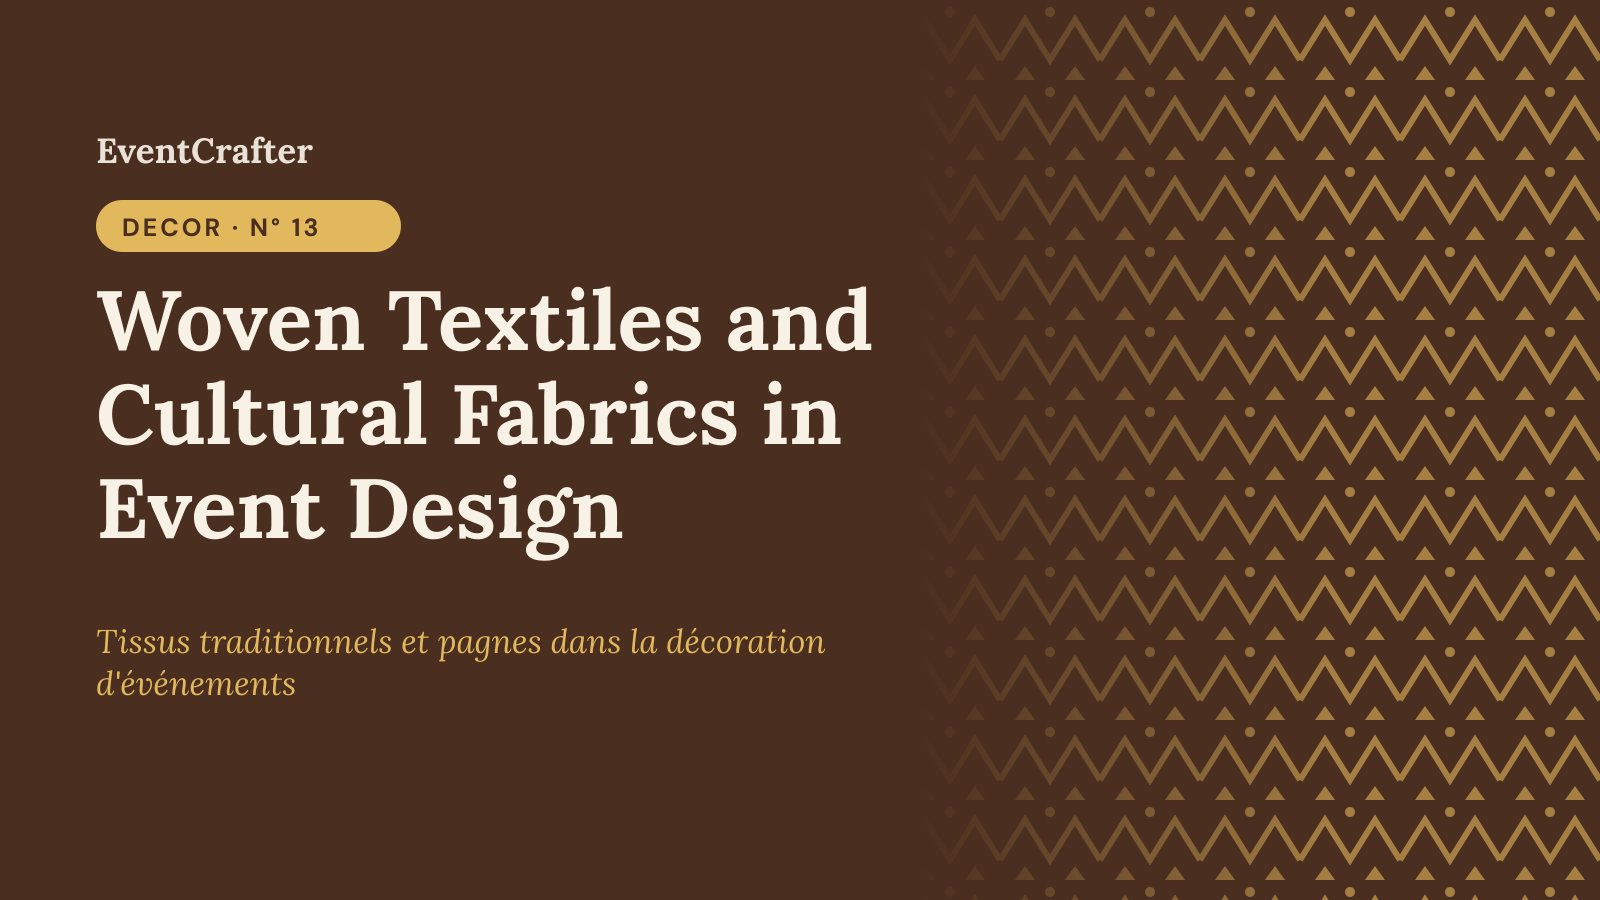 EventCrafter
DECOR · N° 13
Woven Textiles and
Cultural Fabrics in
Event Design
Tissus traditionnels et pagnes dans la décoration
d'événements